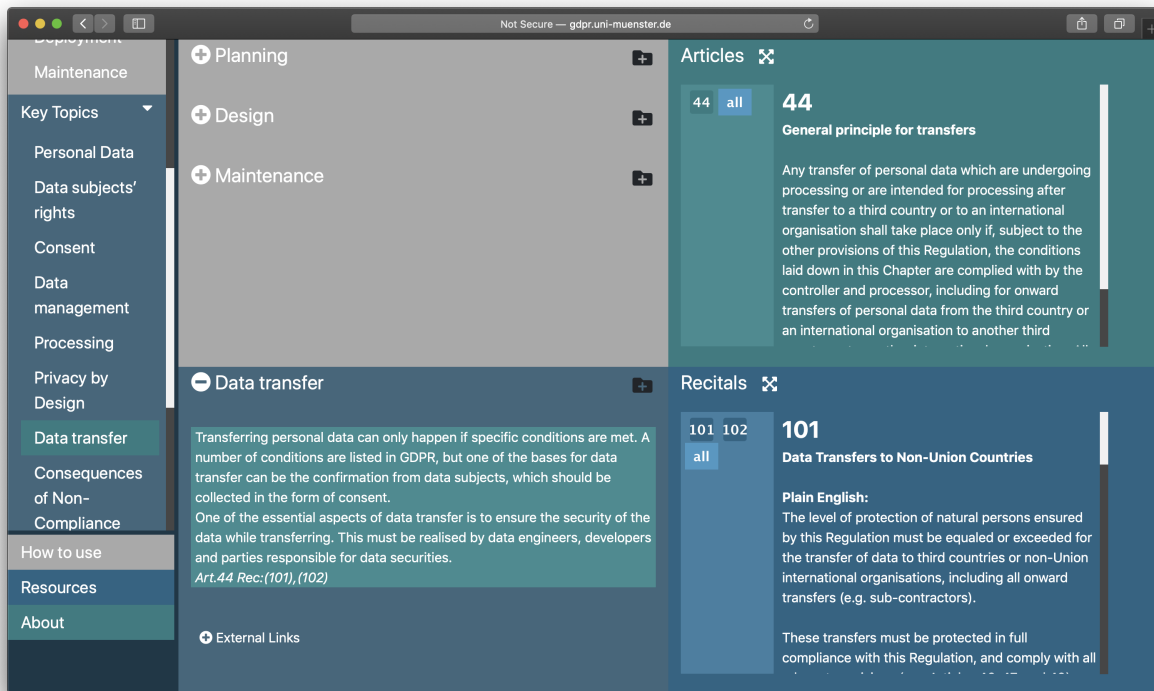 Not Secure — gdpr.uni-muenster.de
Deployment
Maintenance
Key Topics
Personal Data
Data subjects'
rights
Consent
Data
management
Processing
Privacy by
Design
Data transfer
Consequences
of Non-
Compliance
How to use
Resources
About
Planning
Design
Maintenance
Data transfer
Transferring personal data can only happen if specific conditions are met. A
number of conditions are listed in GDPR, but one of the bases for data
transfer can be the confirmation from data subjects, which should be
collected in the form of consent.
One of the essential aspects of data transfer is to ensure the security of the
data while transferring. This must be realised by data engineers, developers
and parties responsible for data securities.
Art.44 Rec:(101),(102)
External Links
Articles
44 all
44
General principle for transfers
Any transfer of personal data which are undergoing
processing or are intended for processing after
transfer to a third country or to an international
organisation shall take place only if, subject to the
other provisions of this Regulation, the conditions
laid down in this Chapter are complied with by the
controller and processor, including for onward
transfers of personal data from the third country or
an international organisation to another third
Recitals
101 102
all
101
Data Transfers to Non-Union Countries
Plain English:
The level of protection of natural persons ensured
by this Regulation must be equaled or exceeded for
the transfer of data to third countries or non-Union
international organisations, including all onward
transfers (e.g. sub-contractors).
These transfers must be protected in full
compliance with this Regulation, and comply with all